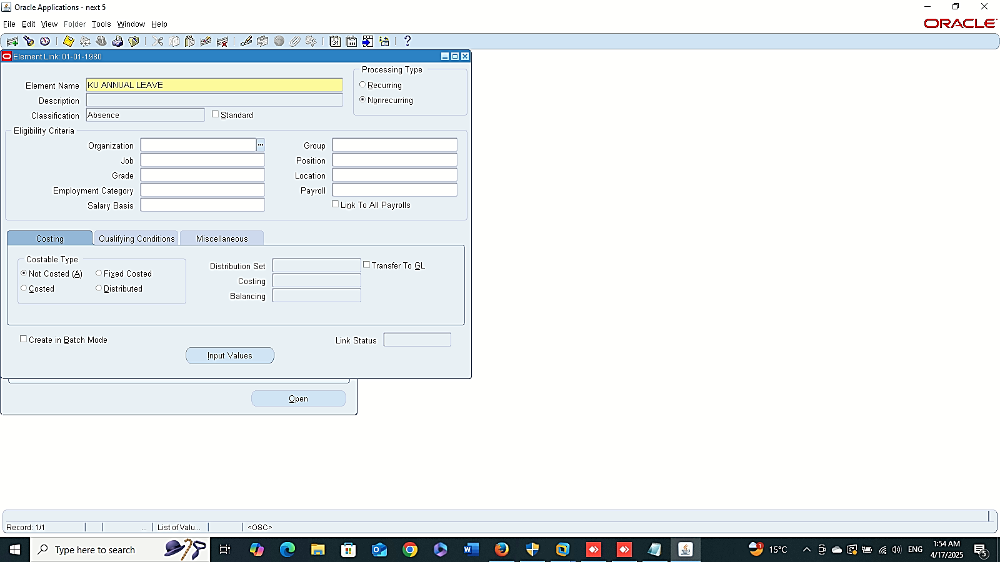 Oracle Applications - next 5
File Edit View Folder Tools Window Help
ORACLE
31
?
Element Link: 01-01-1980
Processing Type
Element Name KU ANNUAL LEAVE
Recurring
Description
Nonrecurring
Classification Absence
Standard
Eligibility Criteria
Organization ... Group
Job Position
Grade Location
Employment Category Payroll
Salary Basis Link To All Payrolls
Costing Qualifying Conditions Miscellaneous
Costable Type
Not Costed (A) Fixed Costed
Costed Distributed
Distribution Set Transfer To GL
Costing
Balancing
Create in Batch Mode Link Status
Input Values
Open
Record: 1/1 ... List of Valu... <OSC>
Type here to search
1 15°C ENG 1:54 AM
4/17/2025
5